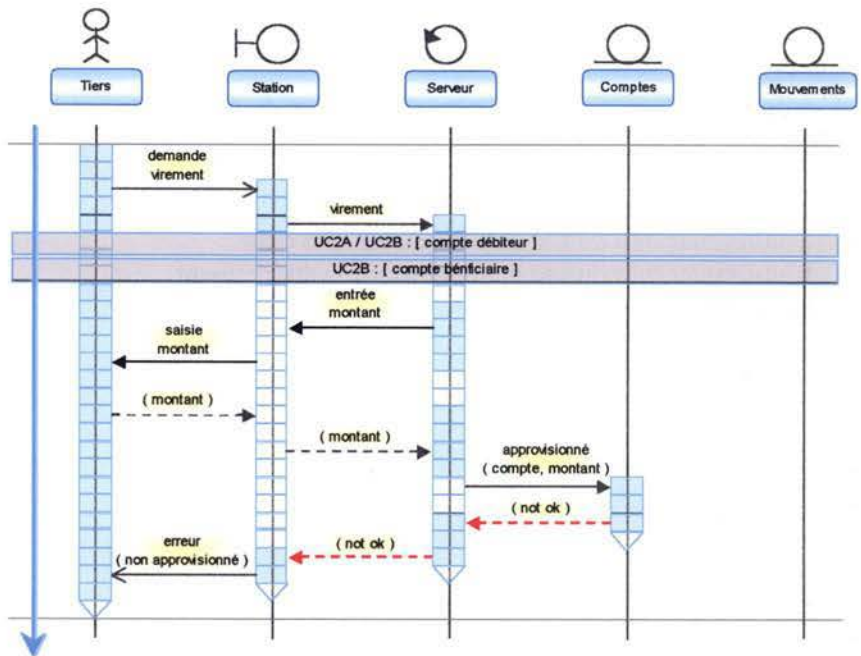 Tiers
Station
Serveur
Comptes
Mouvements
demande
virement
virement
UC2A / UC2B : [ compte débiteur ]
UC2B : [ compte bénficiaire ]
entrée
montant
saisie
montant
( montant )
( montant )
approvisionné
( compte, montant )
( not ok )
( not ok )
erreur
( non approvisionné )